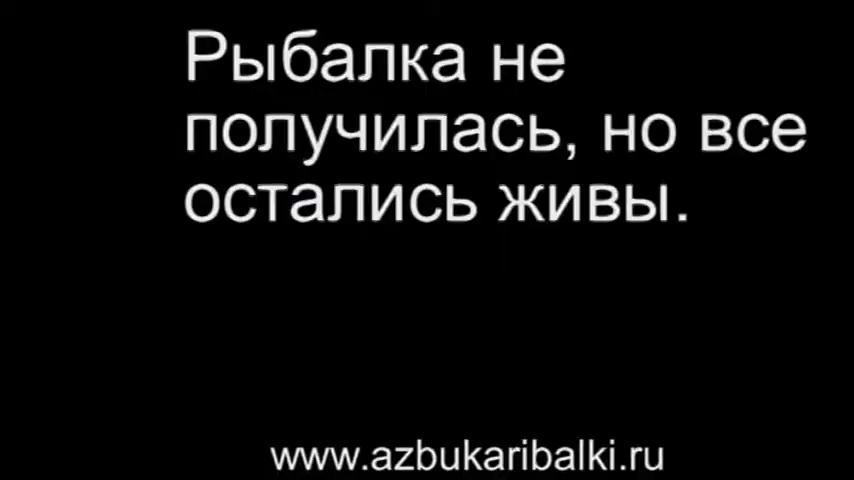 Рыбалка не
получилась, но все
остались живы.
www.azbukaribalki.ru